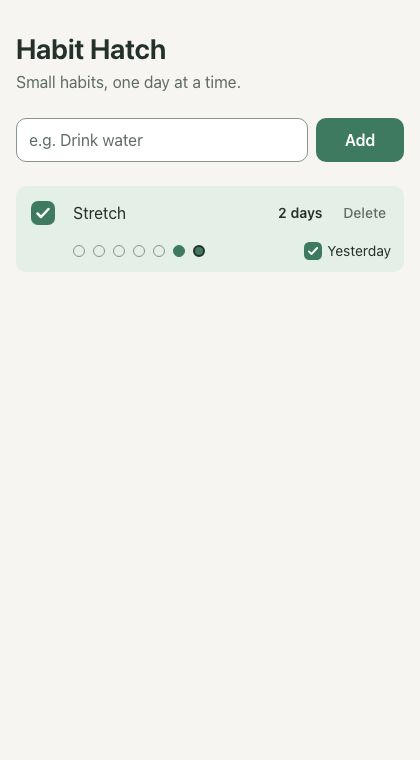 Habit Hatch
Small habits, one day at a time.
e.g. Drink water
Add
Stretch
2 days
Delete
Yesterday